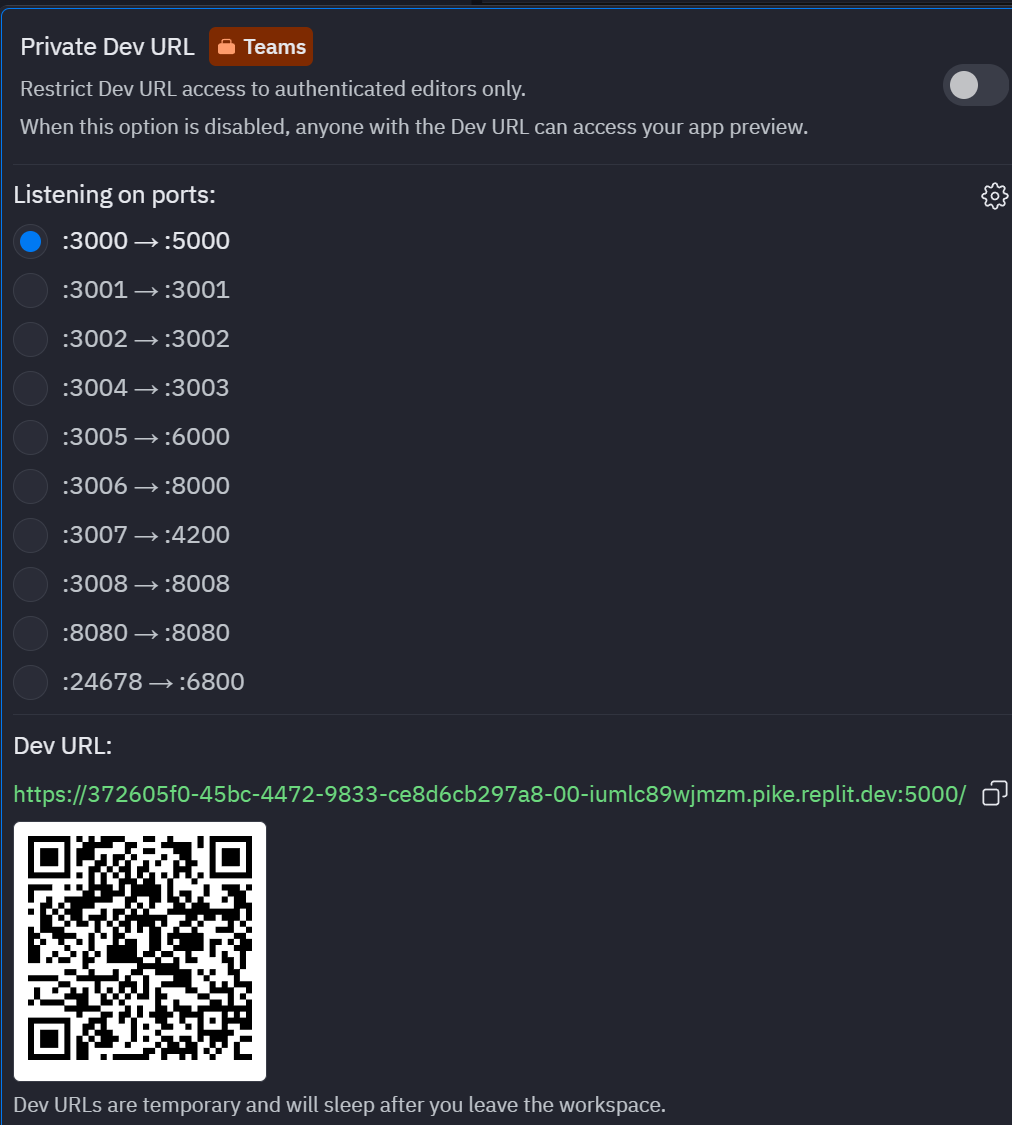 Private Dev URL Teams
Restrict Dev URL access to authenticated editors only.
When this option is disabled, anyone with the Dev URL can access your app preview.
Listening on ports:
:3000 → :5000
:3001 → :3001
:3002 → :3002
:3004 → :3003
:3005 → :6000
:3006 → :8000
:3007 → :4200
:3008 → :8008
:8080 → :8080
:24678 → :6800
Dev URL:
https://372605f0-45bc-4472-9833-ce8d6cb297a8-00-iumlc89wjmzm.pike.replit.dev:5000/
Dev URLs are temporary and will sleep after you leave the workspace.